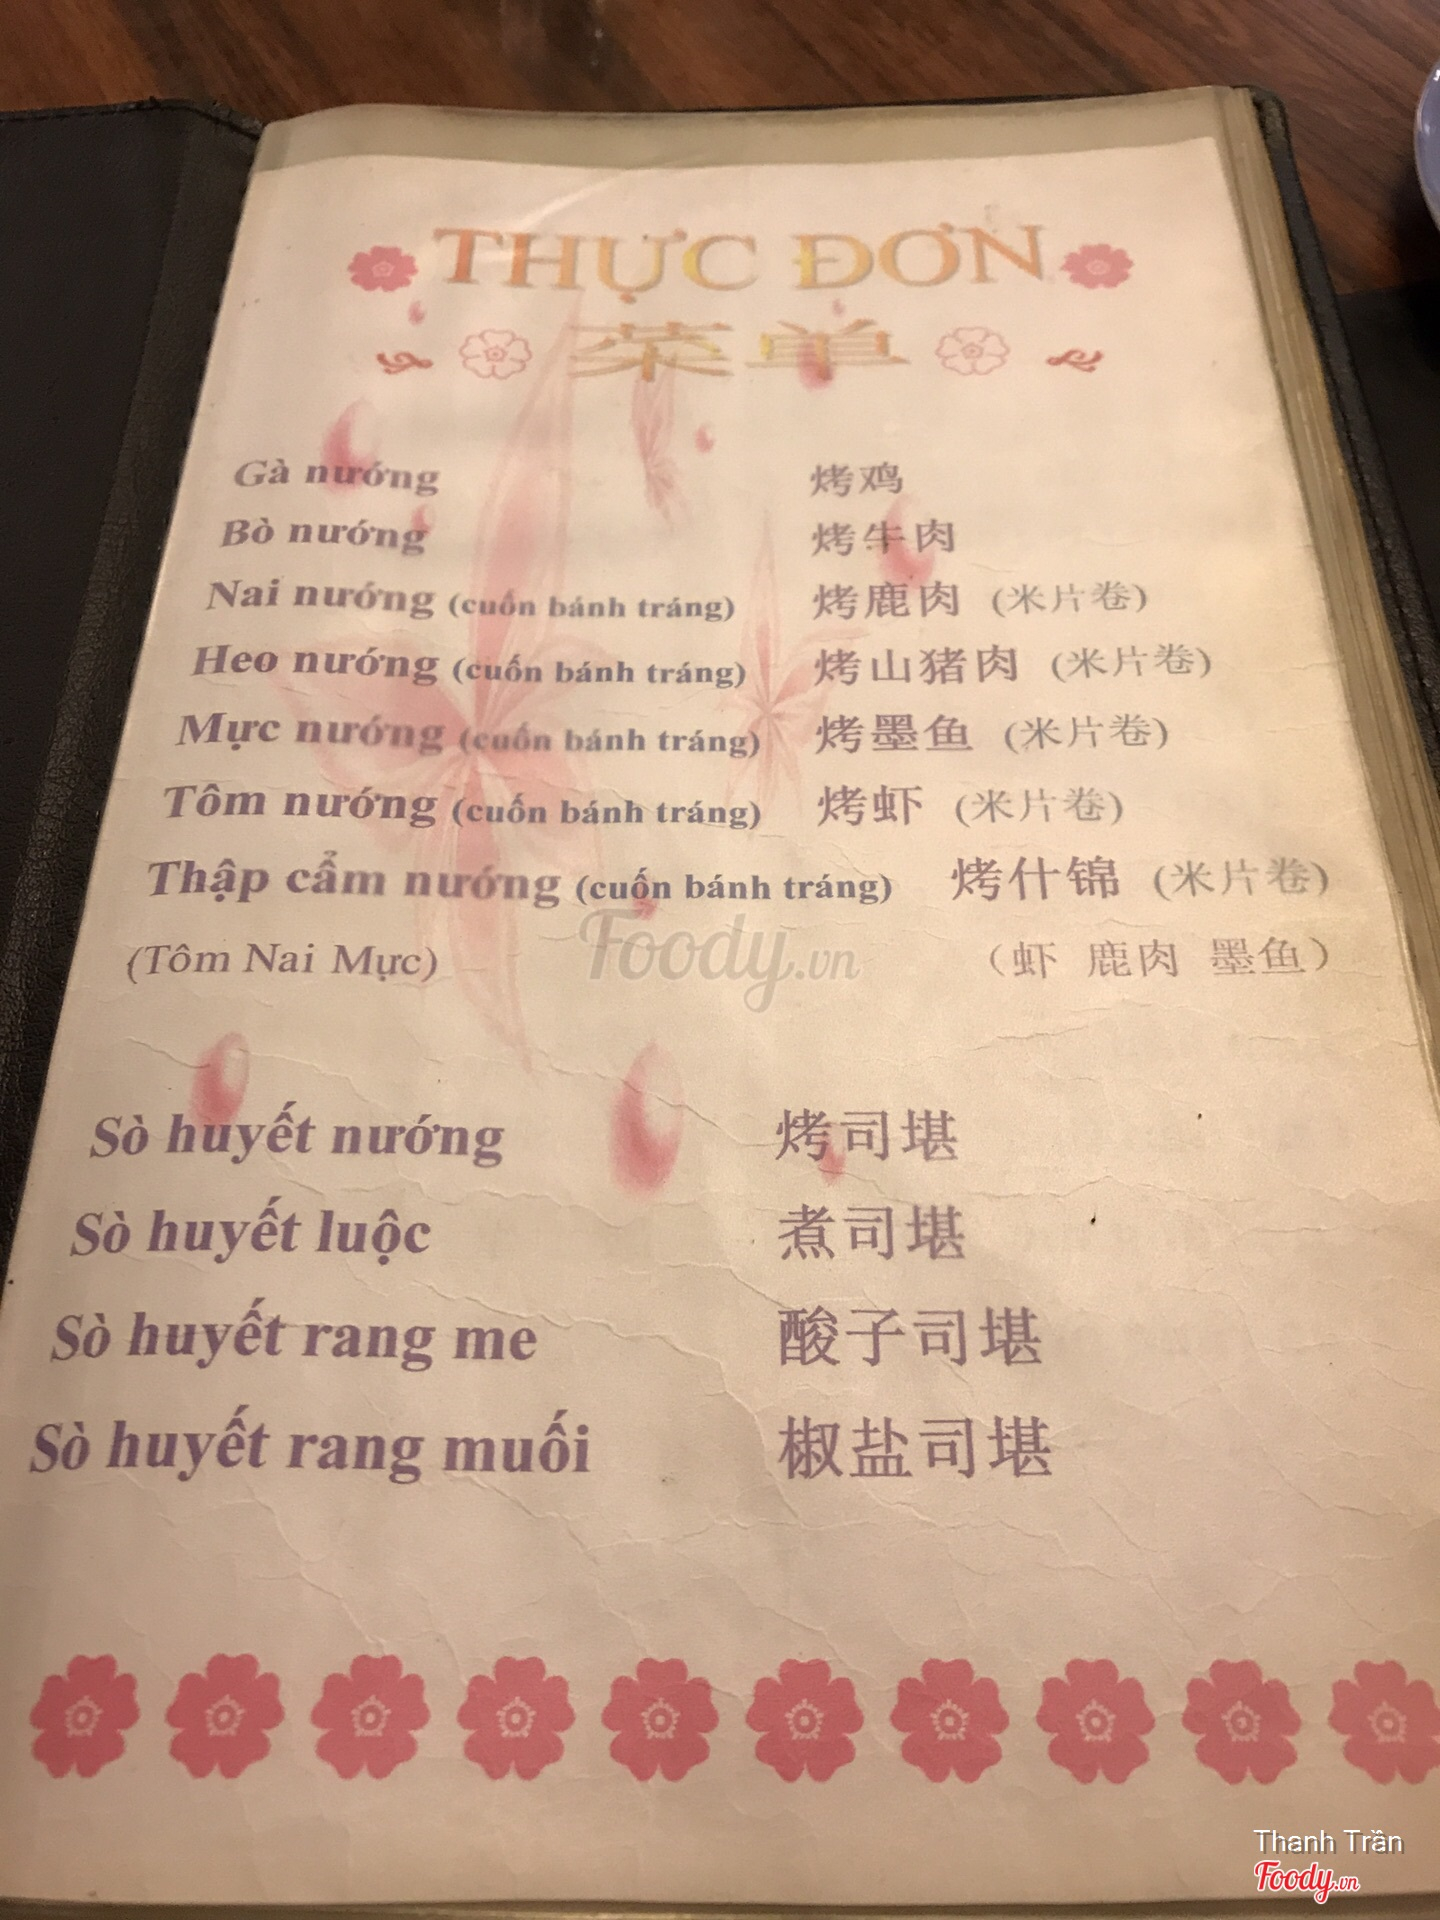 THỰC ĐƠN
菜单
Gà nướng 烤鸡
Bò nướng 烤牛肉
Nai nướng (cuốn bánh tráng) 烤鹿肉 (米片卷)
Heo nướng (cuốn bánh tráng) 烤山猪肉 (米片卷)
Mực nướng (cuốn bánh tráng) 烤墨鱼 (米片卷)
Tôm nướng (cuốn bánh tráng) 烤虾 (米片卷)
Thập cẩm nướng (cuốn bánh tráng) 烤什锦 (米片卷)
(Tôm Nai Mực) （虾 鹿肉 墨鱼）
Foody.vn
Sò huyết nướng 烤司堪
Sò huyết luộc 煮司堪
Sò huyết rang me 酸子司堪
Sò huyết rang muối 椒盐司堪
Thanh Trần
Foody.vn